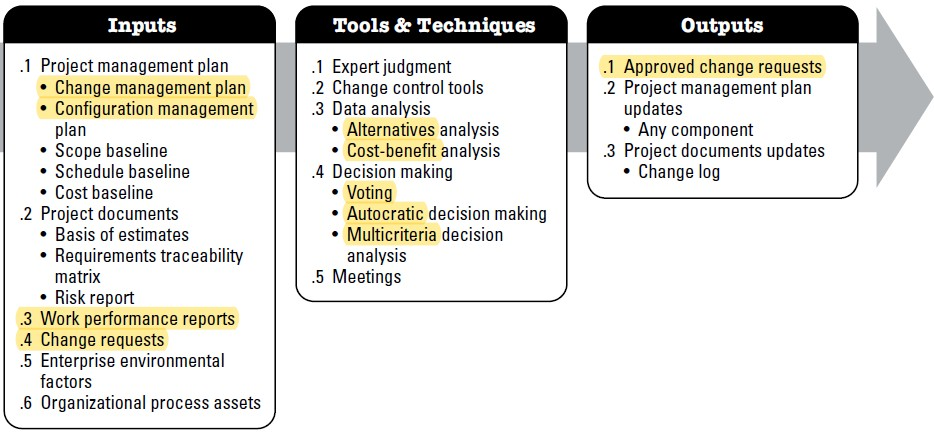 Inputs
.1 Project management plan
• Change management plan
• Configuration management
plan
• Scope baseline
• Schedule baseline
• Cost baseline
.2 Project documents
• Basis of estimates
• Requirements traceability
matrix
• Risk report
.3 Work performance reports
.4 Change requests
.5 Enterprise environmental
factors
.6 Organizational process assets
Tools & Techniques
.1 Expert judgment
.2 Change control tools
.3 Data analysis
• Alternatives analysis
• Cost-benefit analysis
.4 Decision making
• Voting
• Autocratic decision making
• Multicriteria decision
analysis
.5 Meetings
Outputs
.1 Approved change requests
.2 Project management plan
updates
• Any component
.3 Project documents updates
• Change log